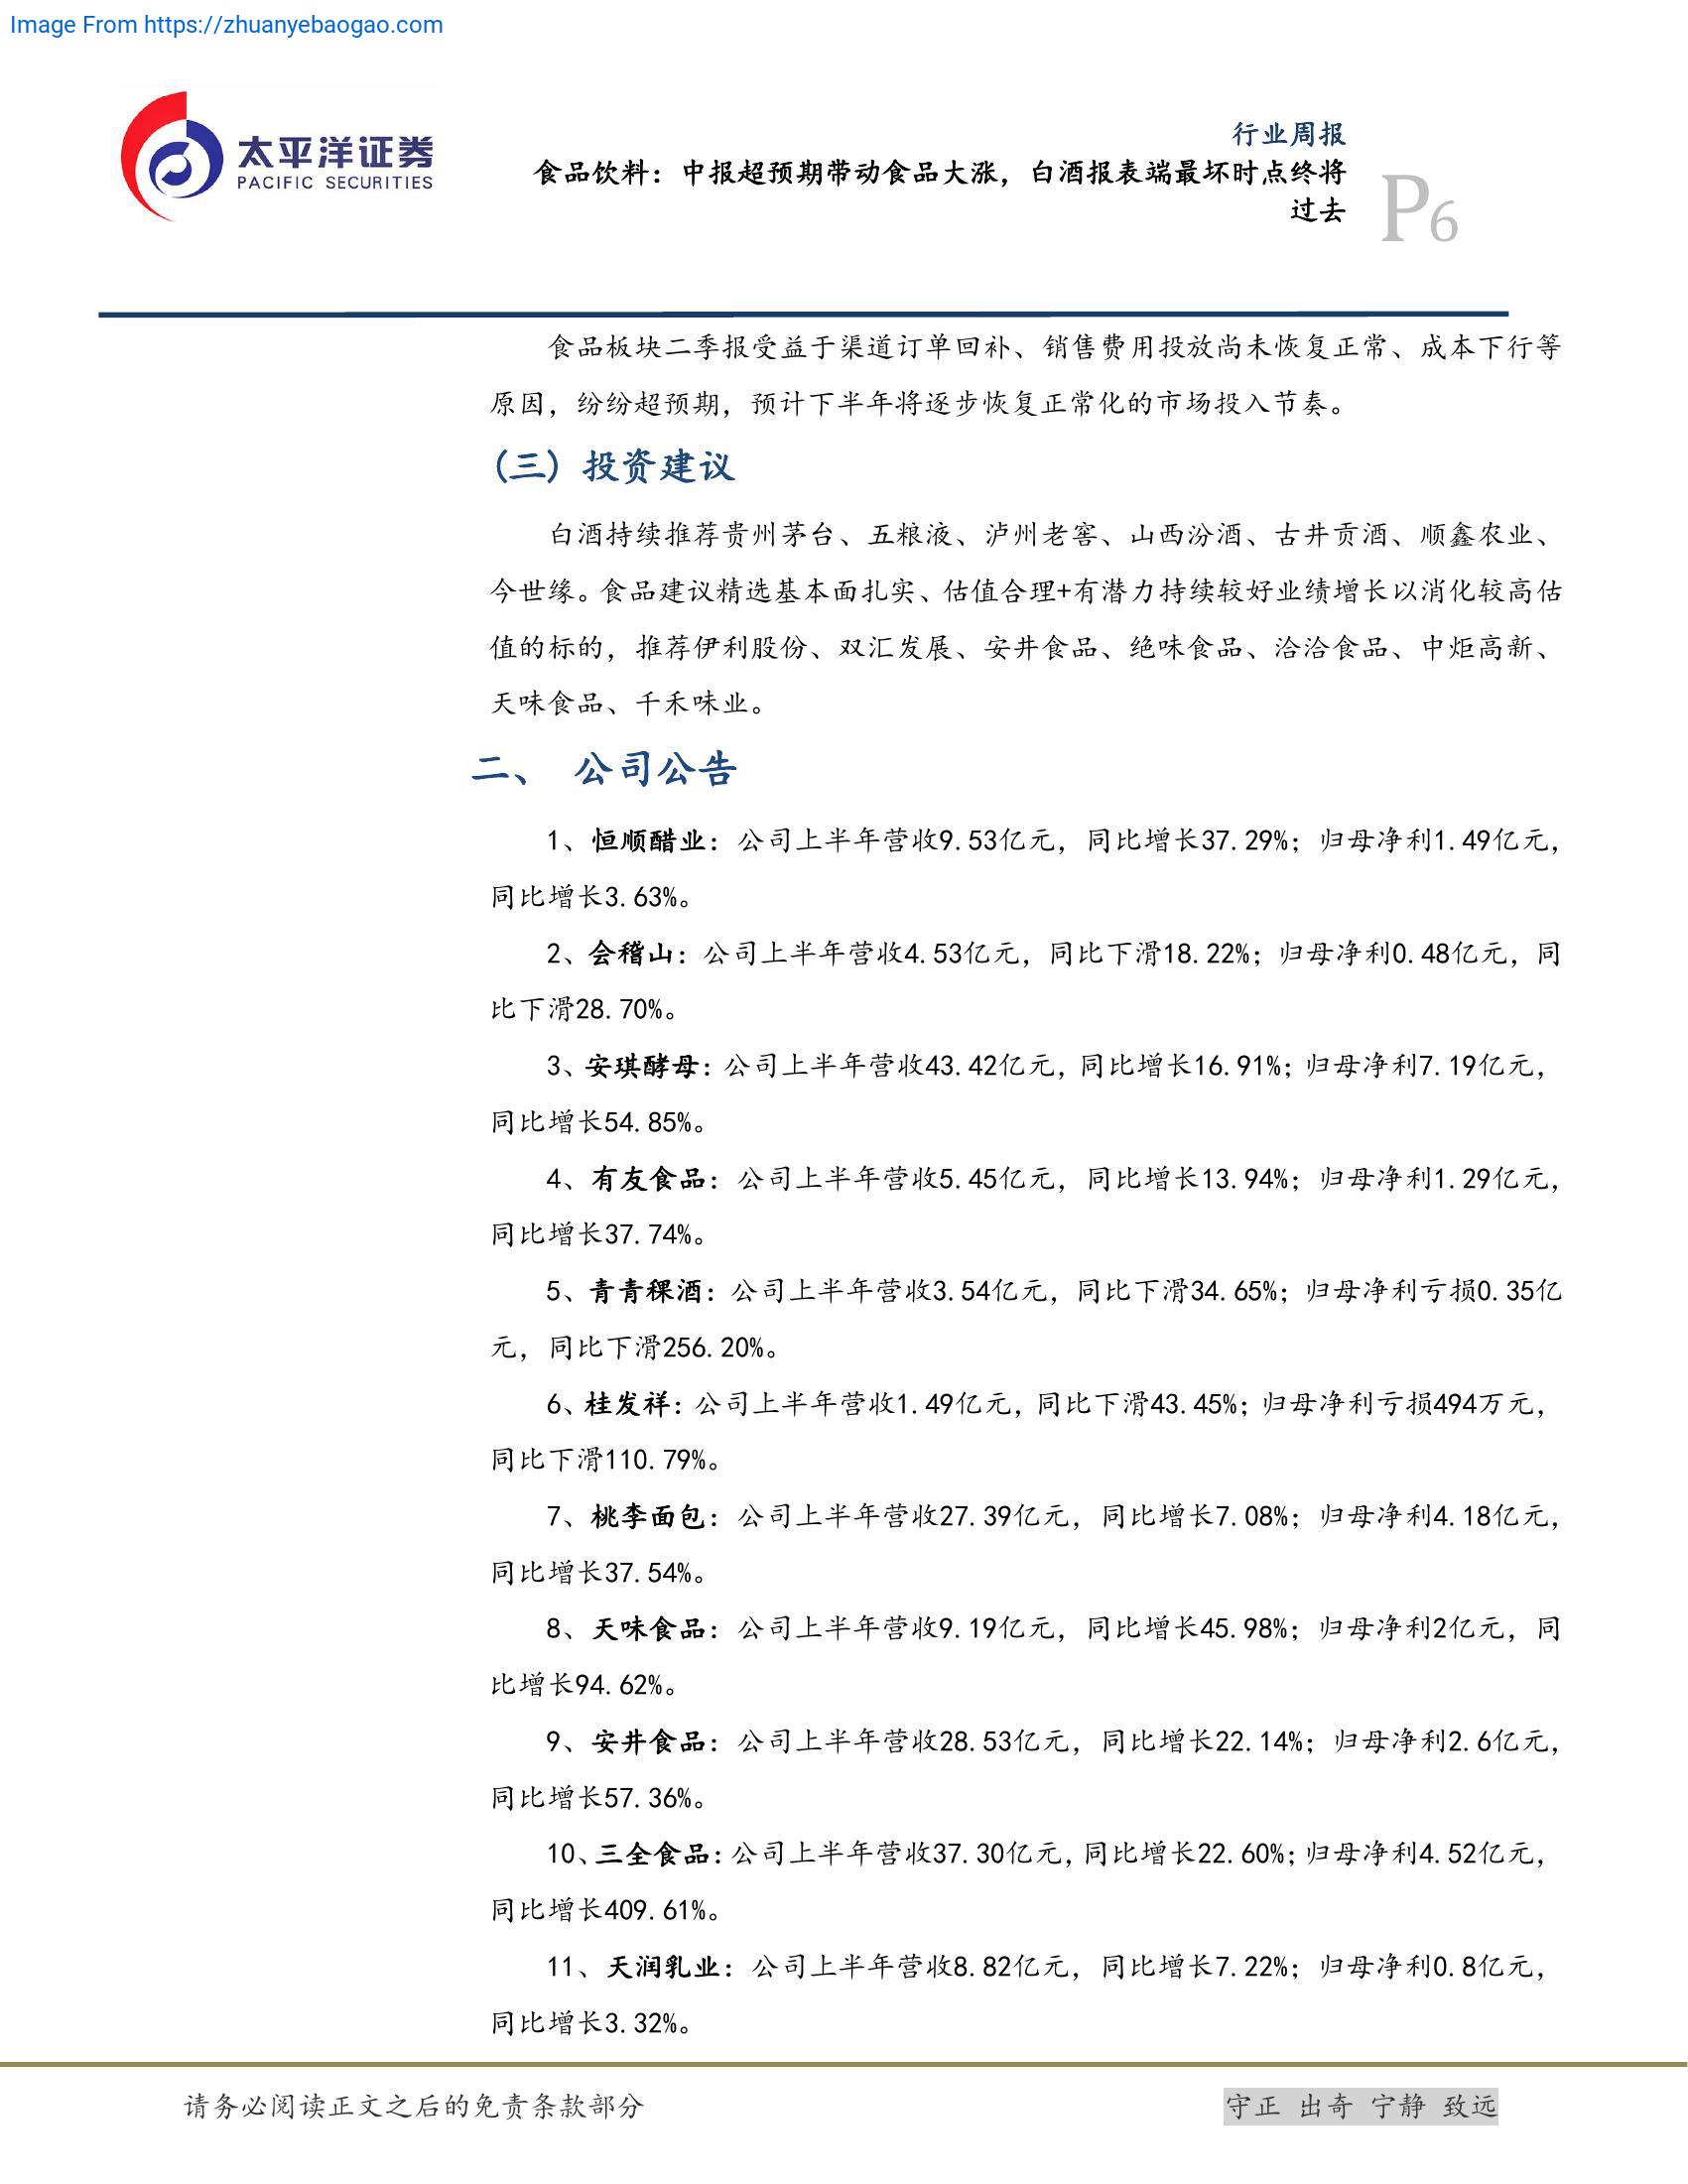 Image From https://zhuanyebaogao.com
太平洋证券
PACIFIC SECURITIES
行业周报
食品饮料：中报超预期带动食品大涨，白酒报表端最坏时点终将
过去
P6
食品板块二季报受益于渠道订单回补、销售费用投放尚未恢复正常、成本下行等
原因，纷纷超预期，预计下半年将逐步恢复正常化的市场投入节奏。
（三）投资建议
白酒持续推荐贵州茅台、五粮液、泸州老窖、山西汾酒、古井贡酒、顺鑫农业、
今世缘。食品建议精选基本面扎实、估值合理+有潜力持续较好业绩增长以消化较高估
值的标的，推荐伊利股份、双汇发展、安井食品、绝味食品、洽洽食品、中炬高新、
天味食品、千禾味业。
二、 公司公告
1、恒顺醋业：公司上半年营收9.53亿元，同比增长37.29%；归母净利1.49亿元，
同比增长3.63%。
2、会稽山：公司上半年营收4.53亿元，同比下滑18.22%；归母净利0.48亿元，同
比下滑28.70%。
3、安琪酵母：公司上半年营收43.42亿元，同比增长16.91%；归母净利7.19亿元，
同比增长54.85%。
4、有友食品：公司上半年营收5.45亿元，同比增长13.94%；归母净利1.29亿元，
同比增长37.74%。
5、青青稞酒：公司上半年营收3.54亿元，同比下滑34.65%；归母净利亏损0.35亿
元，同比下滑256.20%。
6、桂发祥：公司上半年营收1.49亿元，同比下滑43.45%；归母净利亏损494万元，
同比下滑110.79%。
7、桃李面包：公司上半年营收27.39亿元，同比增长7.08%；归母净利4.18亿元，
同比增长37.54%。
8、天味食品：公司上半年营收9.19亿元，同比增长45.98%；归母净利2亿元，同
比增长94.62%。
9、安井食品：公司上半年营收28.53亿元，同比增长22.14%；归母净利2.6亿元，
同比增长57.36%。
10、三全食品：公司上半年营收37.30亿元，同比增长22.60%；归母净利4.52亿元，
同比增长409.61%。
11、天润乳业：公司上半年营收8.82亿元，同比增长7.22%；归母净利0.8亿元，
同比增长3.32%。
请务必阅读正文之后的免责条款部分
守正 出奇 宁静 致远